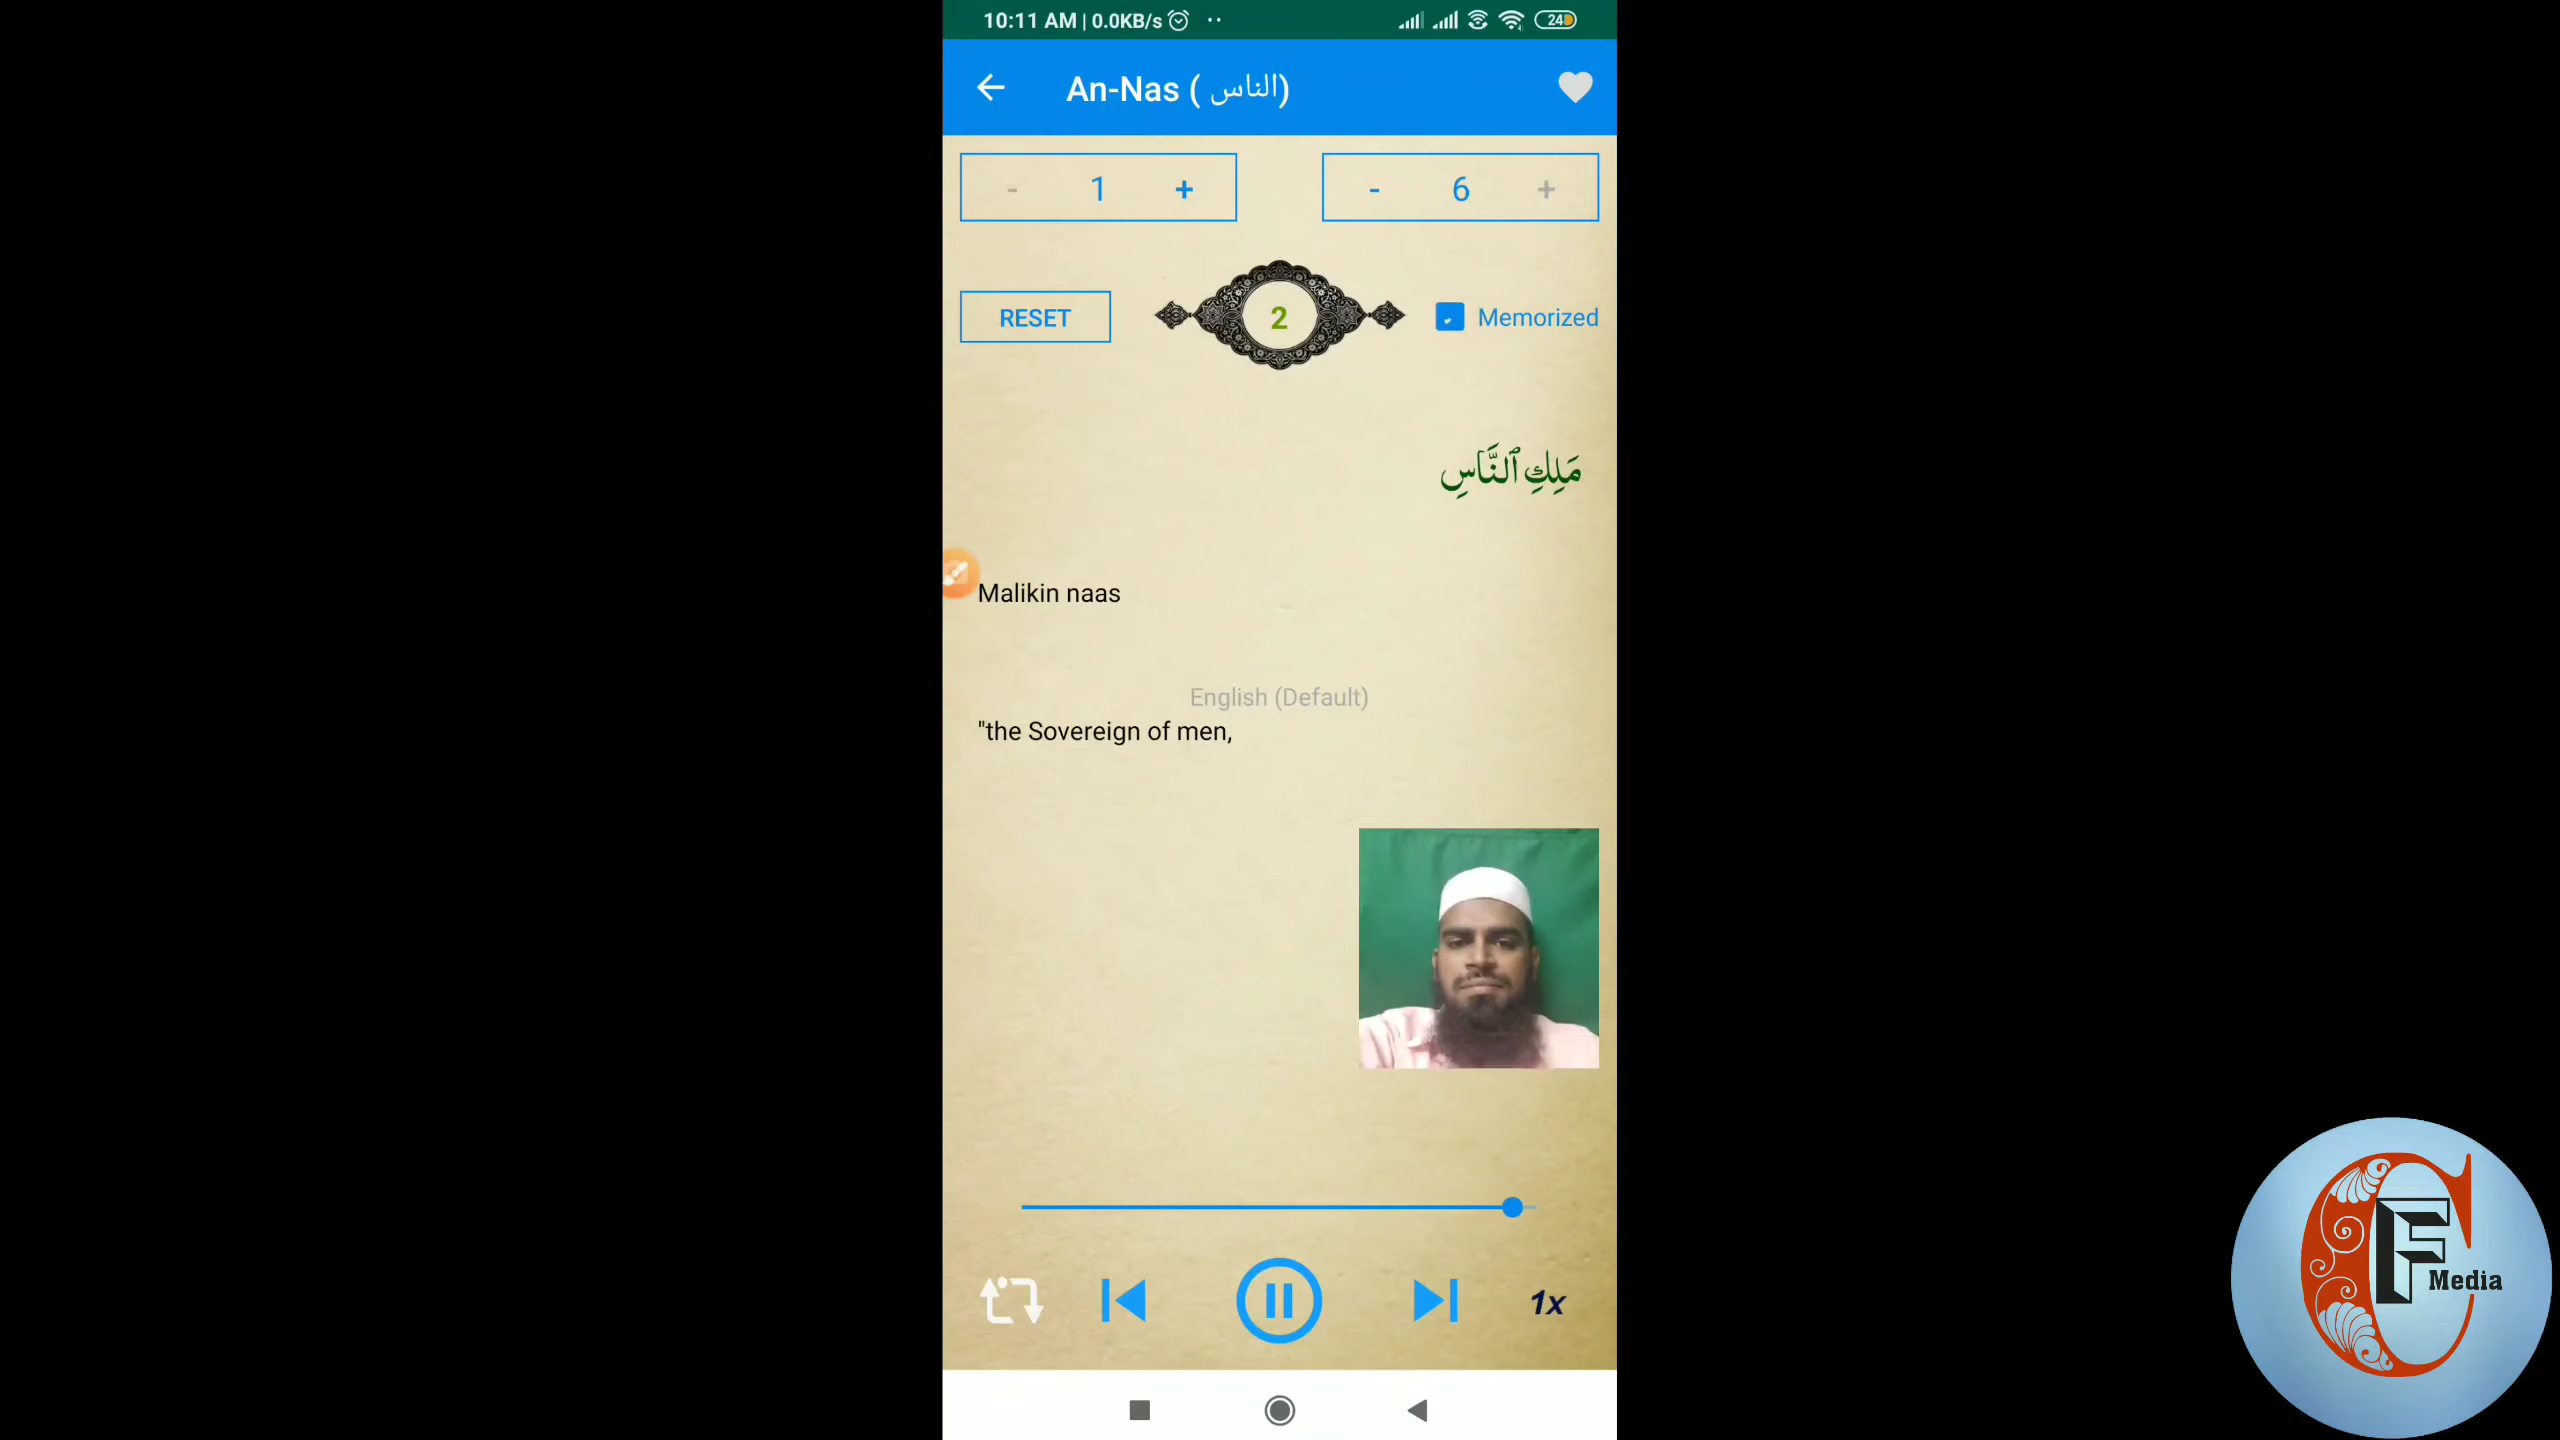 10:11 AM | 0.0KB/s
24
An-Nas ( الناس)
- 1 +
- 6 +
RESET
2
Memorized
مَلِكِ ٱلنَّاسِ
Malikin naas
English (Default)
"the Sovereign of men,
1x
CF Media